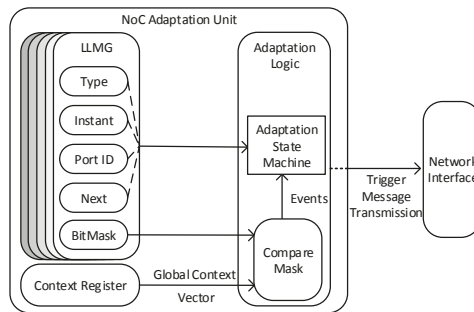 NoC Adaptation Unit
LLMG
Type
Instant
Port ID
Next
BitMask
Context Register
Global Context
Vector
Adaptation
Logic
Adaptation
State
Machine
Events
Compare
Mask
Trigger
Message
Transmission
Network
Interface